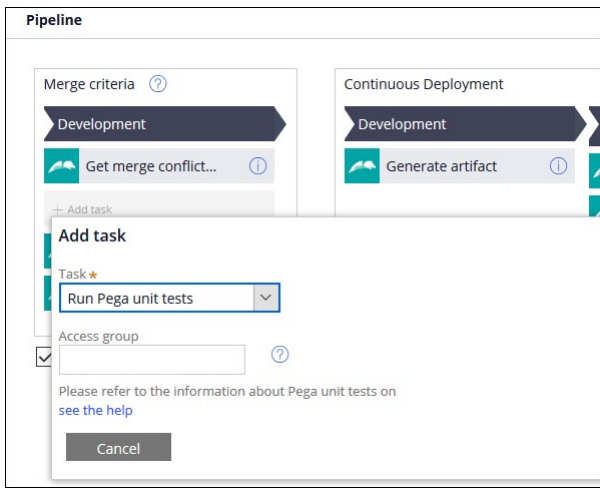 Pipeline
Merge criteria ?
Continuous Deployment
Development
Development
Get merge conflict...
Generate artifact
+ Add task
Add task
Task ★
Run Pega unit tests
Access group
?
Please refer to the information about Pega unit tests on
see the help
Cancel